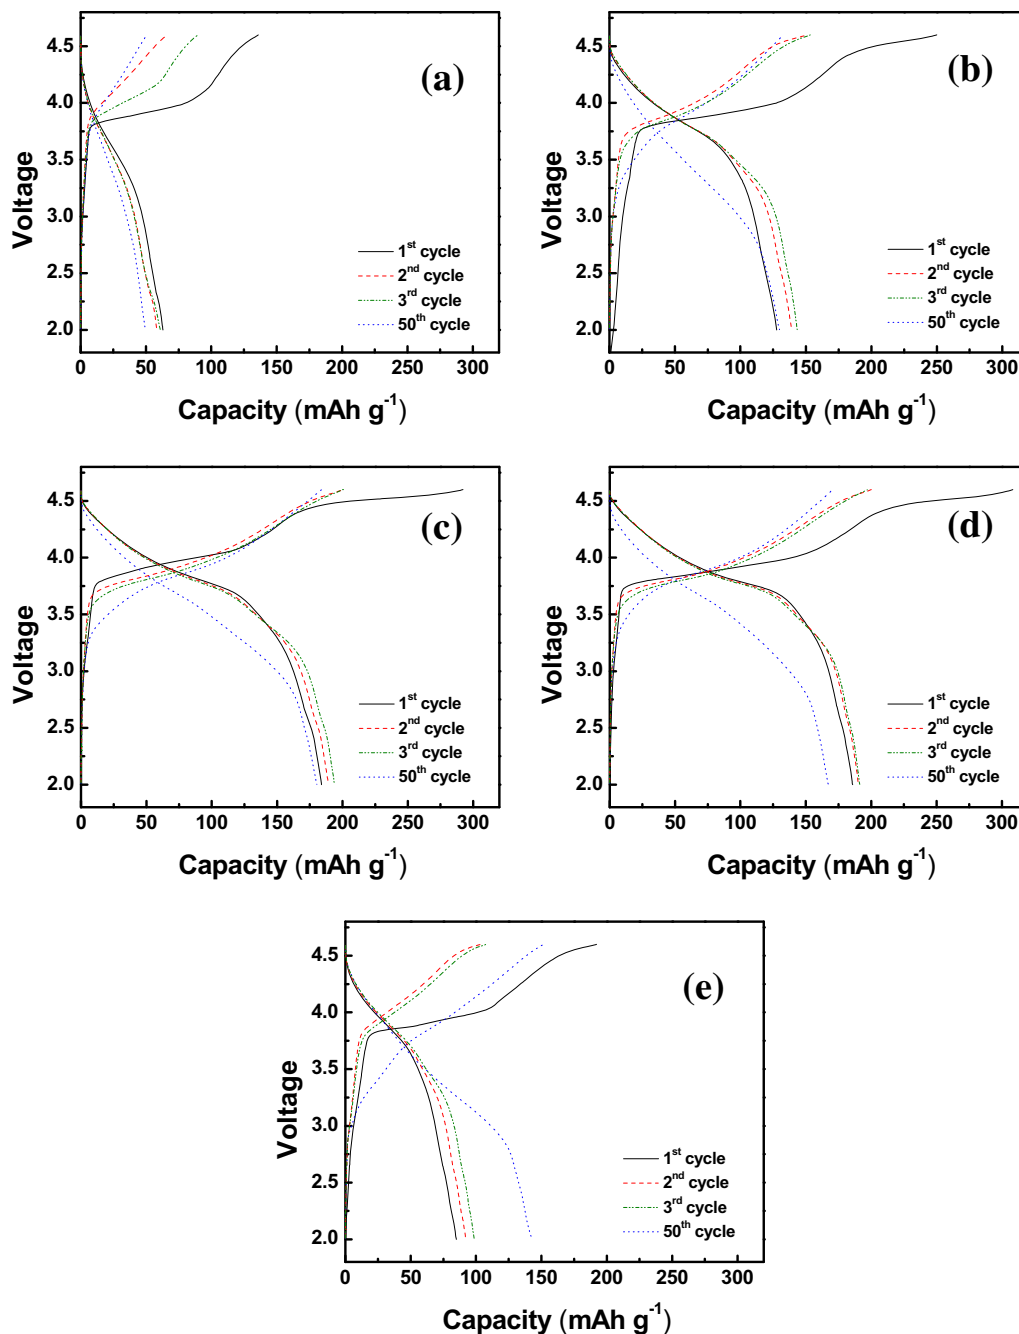 (a)
Voltage
4.5
4.0
3.5
3.0
2.5
2.0
1st cycle
2nd cycle
3rd cycle
50th cycle
0 50 100 150 200 250 300
Capacity (mAh g-1)
(b)
Voltage
4.5
4.0
3.5
3.0
2.5
2.0
1st cycle
2nd cycle
3rd cycle
50th cycle
0 50 100 150 200 250 300
Capacity (mAh g-1)
(c)
Voltage
4.5
4.0
3.5
3.0
2.5
2.0
1st cycle
2nd cycle
3rd cycle
50th cycle
0 50 100 150 200 250 300
Capacity (mAh g-1)
(d)
Voltage
4.5
4.0
3.5
3.0
2.5
2.0
1st cycle
2nd cycle
3rd cycle
50th cycle
0 50 100 150 200 250 300
Capacity (mAh g-1)
(e)
Voltage
4.5
4.0
3.5
3.0
2.5
2.0
1st cycle
2nd cycle
3rd cycle
50th cycle
0 50 100 150 200 250 300
Capacity (mAh g-1)